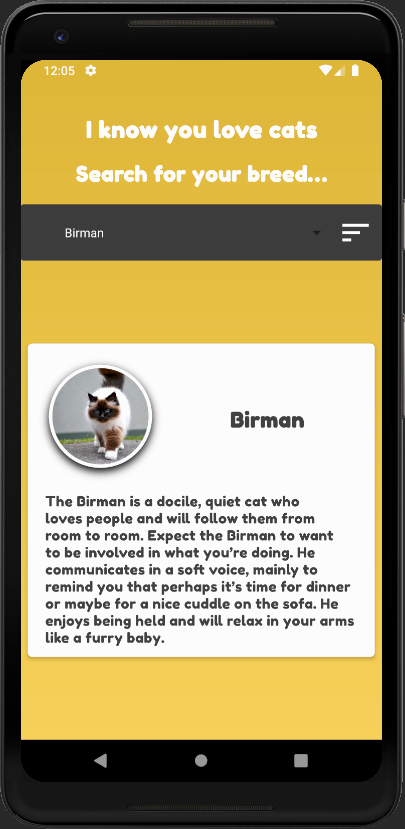 12:05
I know you love cats
Search for your breed...
Birman
Birman
The Birman is a docile, quiet cat who
loves people and will follow them from
room to room. Expect the Birman to want
to be involved in what you're doing. He
communicates in a soft voice, mainly to
remind you that perhaps it's time for dinner
or maybe for a nice cuddle on the sofa. He
enjoys being held and will relax in your arms
like a furry baby.